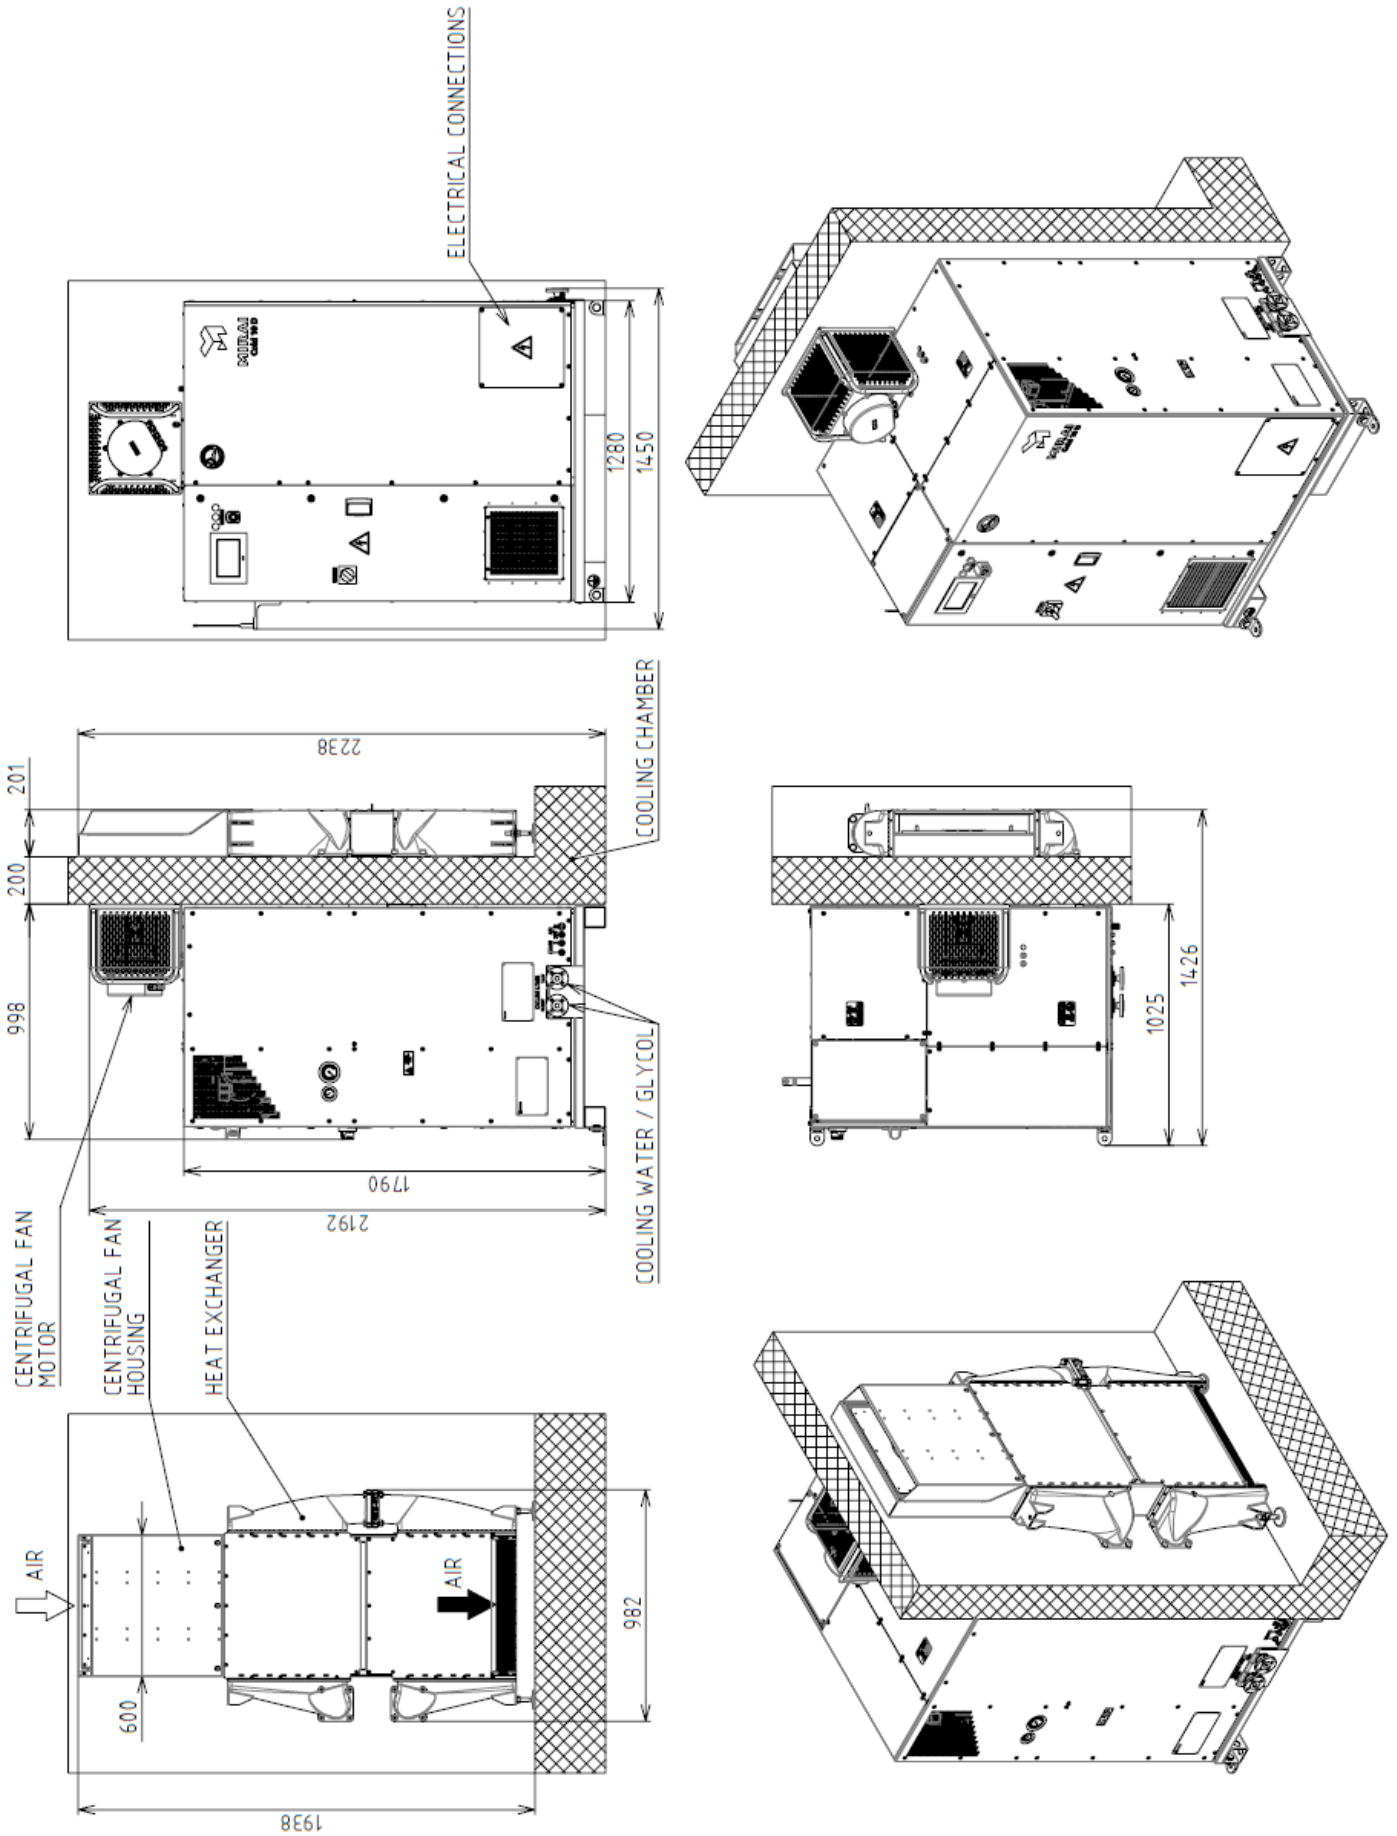 AIR
600
1938
AIR
982
CENTRIFUGAL FAN
MOTOR
CENTRIFUGAL FAN
HOUSING
HEAT EXCHANGER
998
200
201
2192
1790
2238
COOLING WATER / GLYCOL
COOLING CHAMBER
MIRAI
1280
1450
ELECTRICAL CONNECTIONS
1025
1426
MIRAI